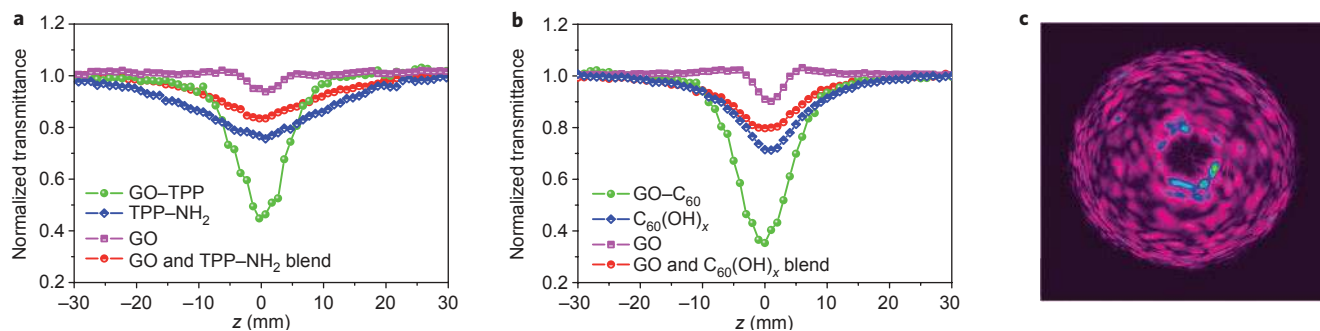 a
1.2
1.0
0.8
0.6
0.4
0.2
Normalized transmittance
GO–TPP
TPP–NH₂
GO
GO and TPP–NH₂ blend
–30 –20 –10 0 10 20 30
z (mm)
b
1.2
1.0
0.8
0.6
0.4
0.2
Normalized transmittance
GO–C₆₀
C₆₀(OH)ₓ
GO
GO and C₆₀(OH)ₓ blend
–30 –20 –10 0 10 20 30
z (mm)
c